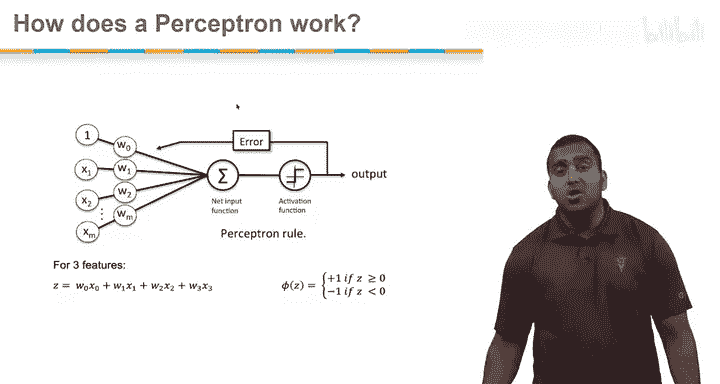 How does a Perceptron work?
bilibili
1
w₀
Error
x₁
w₁
Σ
output
x₂
w₂
Net input
function
Activation
function
⋮
wₘ
xₘ
Perceptron rule.
For 3 features:
z = w₀x₀ + w₁x₁ + w₂x₂ + w₃x₃
ϕ(z) = {+1 if z ≥ 0
−1 if z < 0